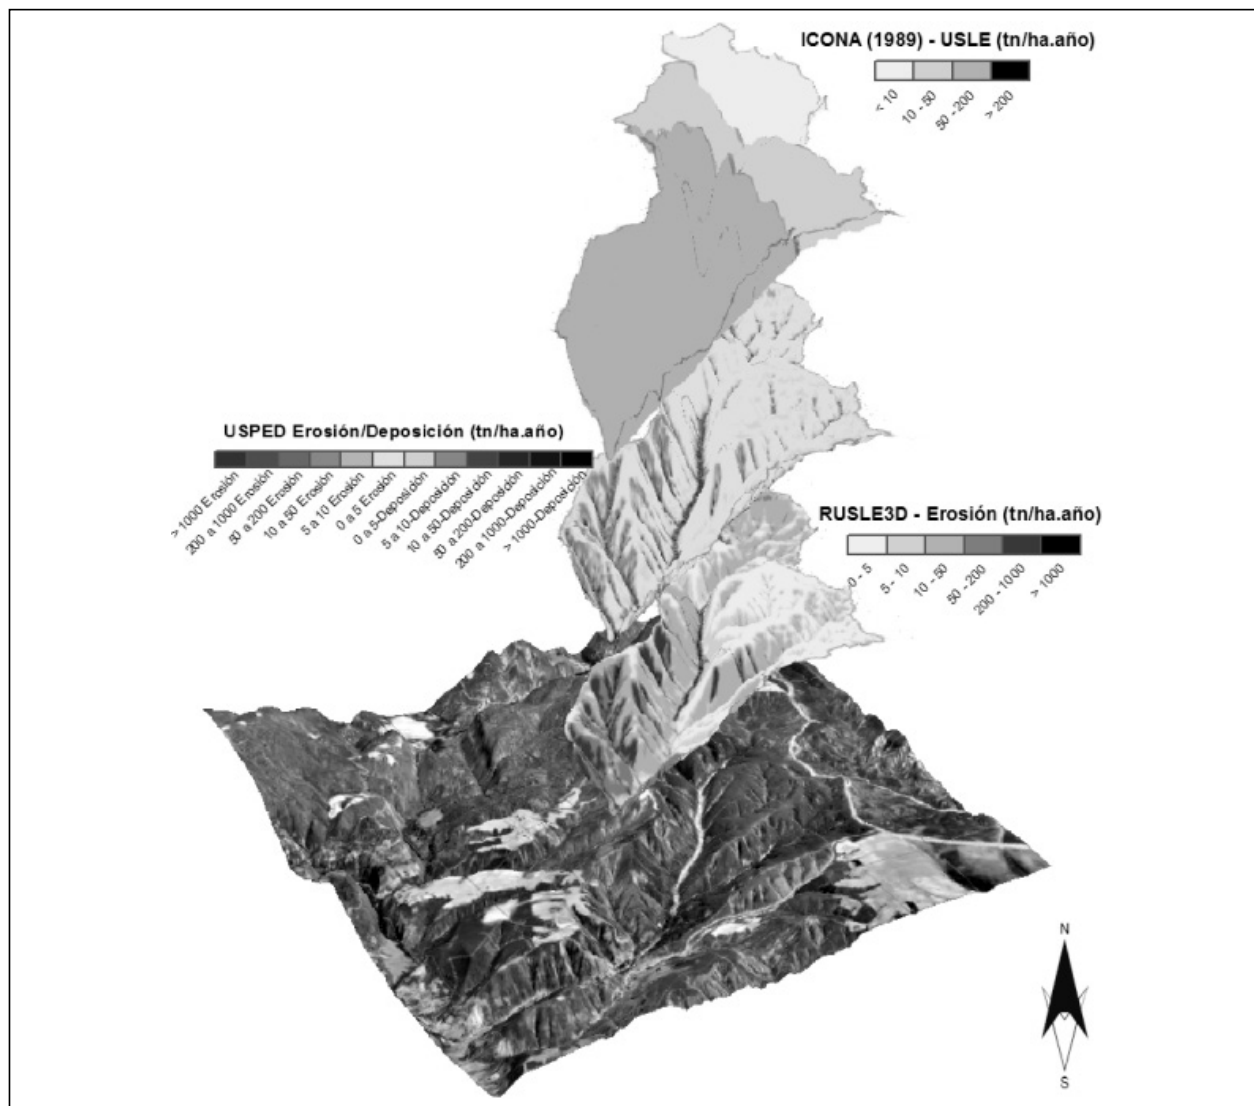 ICONA (1989) - USLE (tn/ha.año)
< 10
10 - 50
50 - 200
> 200
USPED Erosión/Deposición (tn/ha.año)
> 1000 Erosión
200 a 1000 Erosión
50 a 200 Erosión
10 a 50 Erosión
5 a 10 Erosión
0 a 5 Erosión
0 a 5-Deposición
5 a 10-Deposición
10 a 50-Deposición
50 a 200-Deposición
200 a 1000-Deposición
> 1000-Deposición
RUSLE3D - Erosión (tn/ha.año)
0 - 5
5 - 10
10 - 50
50 - 200
200 - 1000
> 1000
N
S